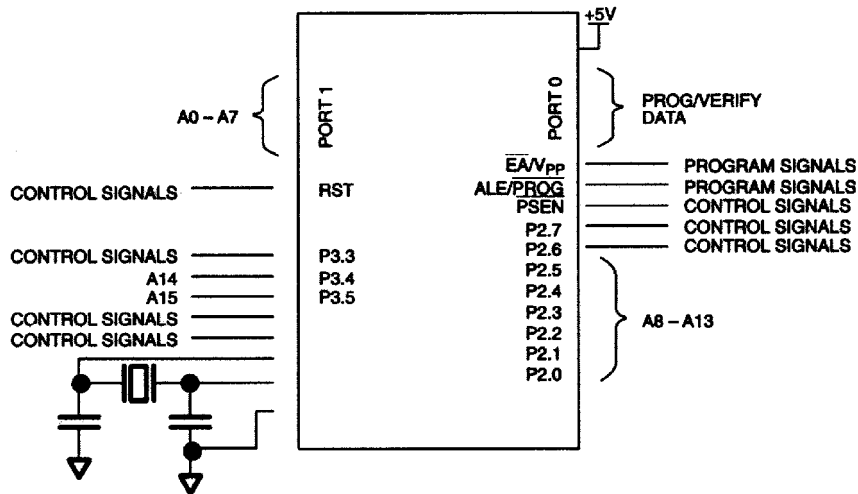 +5V
A0 – A7
PORT 1
PORT 0
PROG/VERIFY
DATA
EA/VPP
PROGRAM SIGNALS
CONTROL SIGNALS
RST
ALE/PROG
PROGRAM SIGNALS
PSEN
CONTROL SIGNALS
P2.7
CONTROL SIGNALS
CONTROL SIGNALS
P3.3
P2.6
CONTROL SIGNALS
A14
P3.4
P2.5
A15
P3.5
P2.4
CONTROL SIGNALS
P2.3
A8 – A13
CONTROL SIGNALS
P2.2
P2.1
P2.0